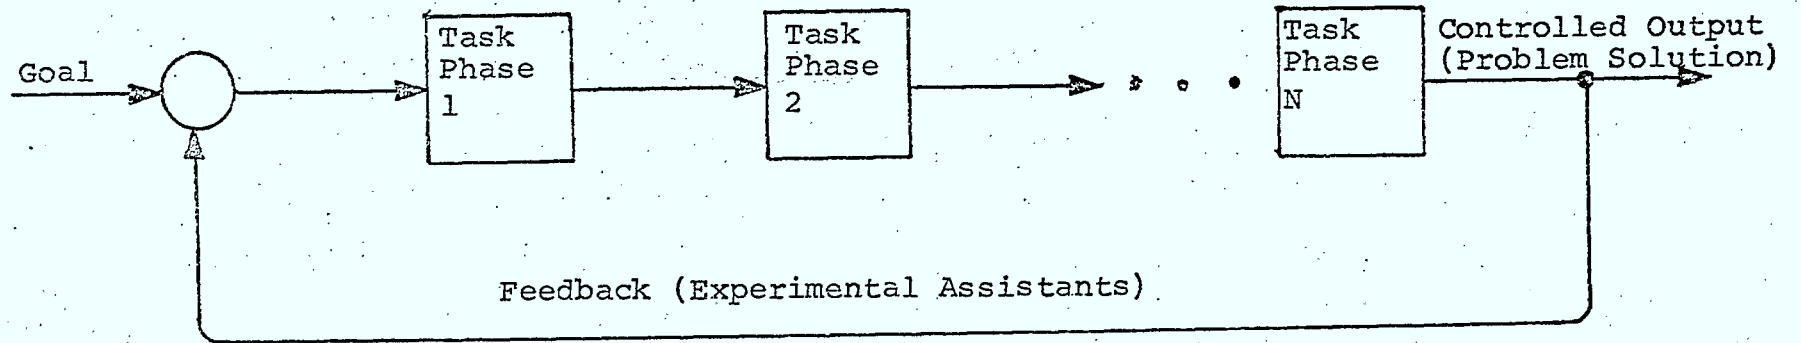 Goal
Task
Phase
1
Task
Phase
2
Task
Phase
N
Controlled Output
(Problem Solution)
Feedback (Experimental Assistants)